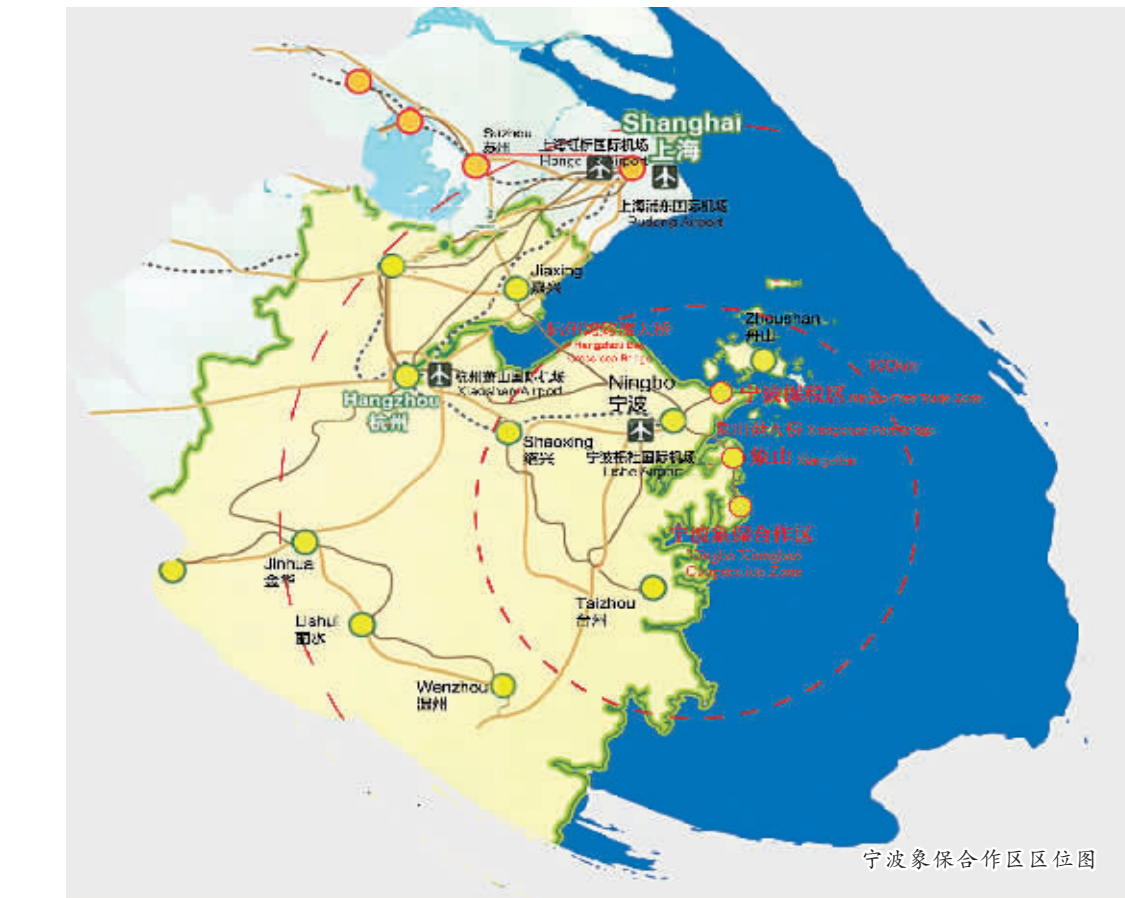 Shanghai
上海
Suzhou
苏州
上海虹桥国际机场
上海浦东国际机场
Pudong Airport
Jiaxing
嘉兴
杭州湾跨海大桥
Hangzhou Bay
Cross-sea Bridge
Zhoushan
舟山
100km
杭州萧山国际机场
Xiaoshan Airport
Hangzhou
杭州
Ningbo
宁波
宁波保税区 Ningbo Free Trade Zone
Shaoxing
绍兴
宁波栎社国际机场
Lishe Airport
象山港大桥
象山 Xiangshan
宁波象保合作区
Ningbo Xiangbao
Cooperation Zone
Jinhua
金华
Taizhou
台州
Lishui
丽水
Wenzhou
温州
宁波象保合作区区位图